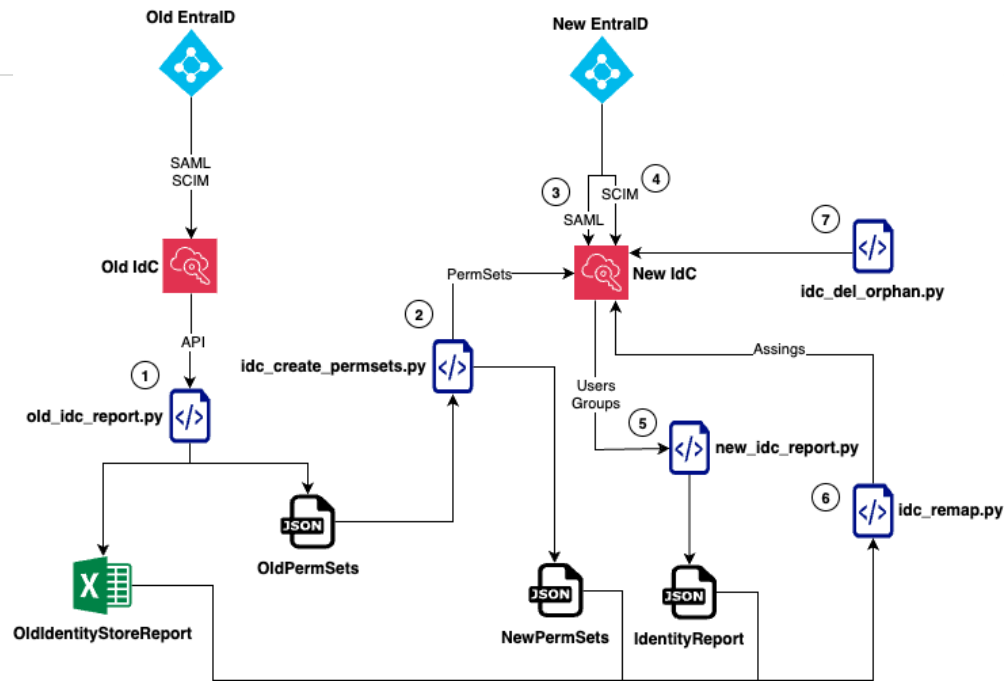 Old EntraID
New EntraID
SAML
SCIM
3
4
SCIM
SAML
7
Old IdC
New IdC
PermSets
idc_del_orphan.py
2
API
idc_create_permsets.py
Assings
1
Users
Groups
old_idc_report.py
5
new_idc_report.py
6
idc_remap.py
JSON
OldPermSets
X
JSON
JSON
OldIdentityStoreReport
NewPermSets
IdentityReport